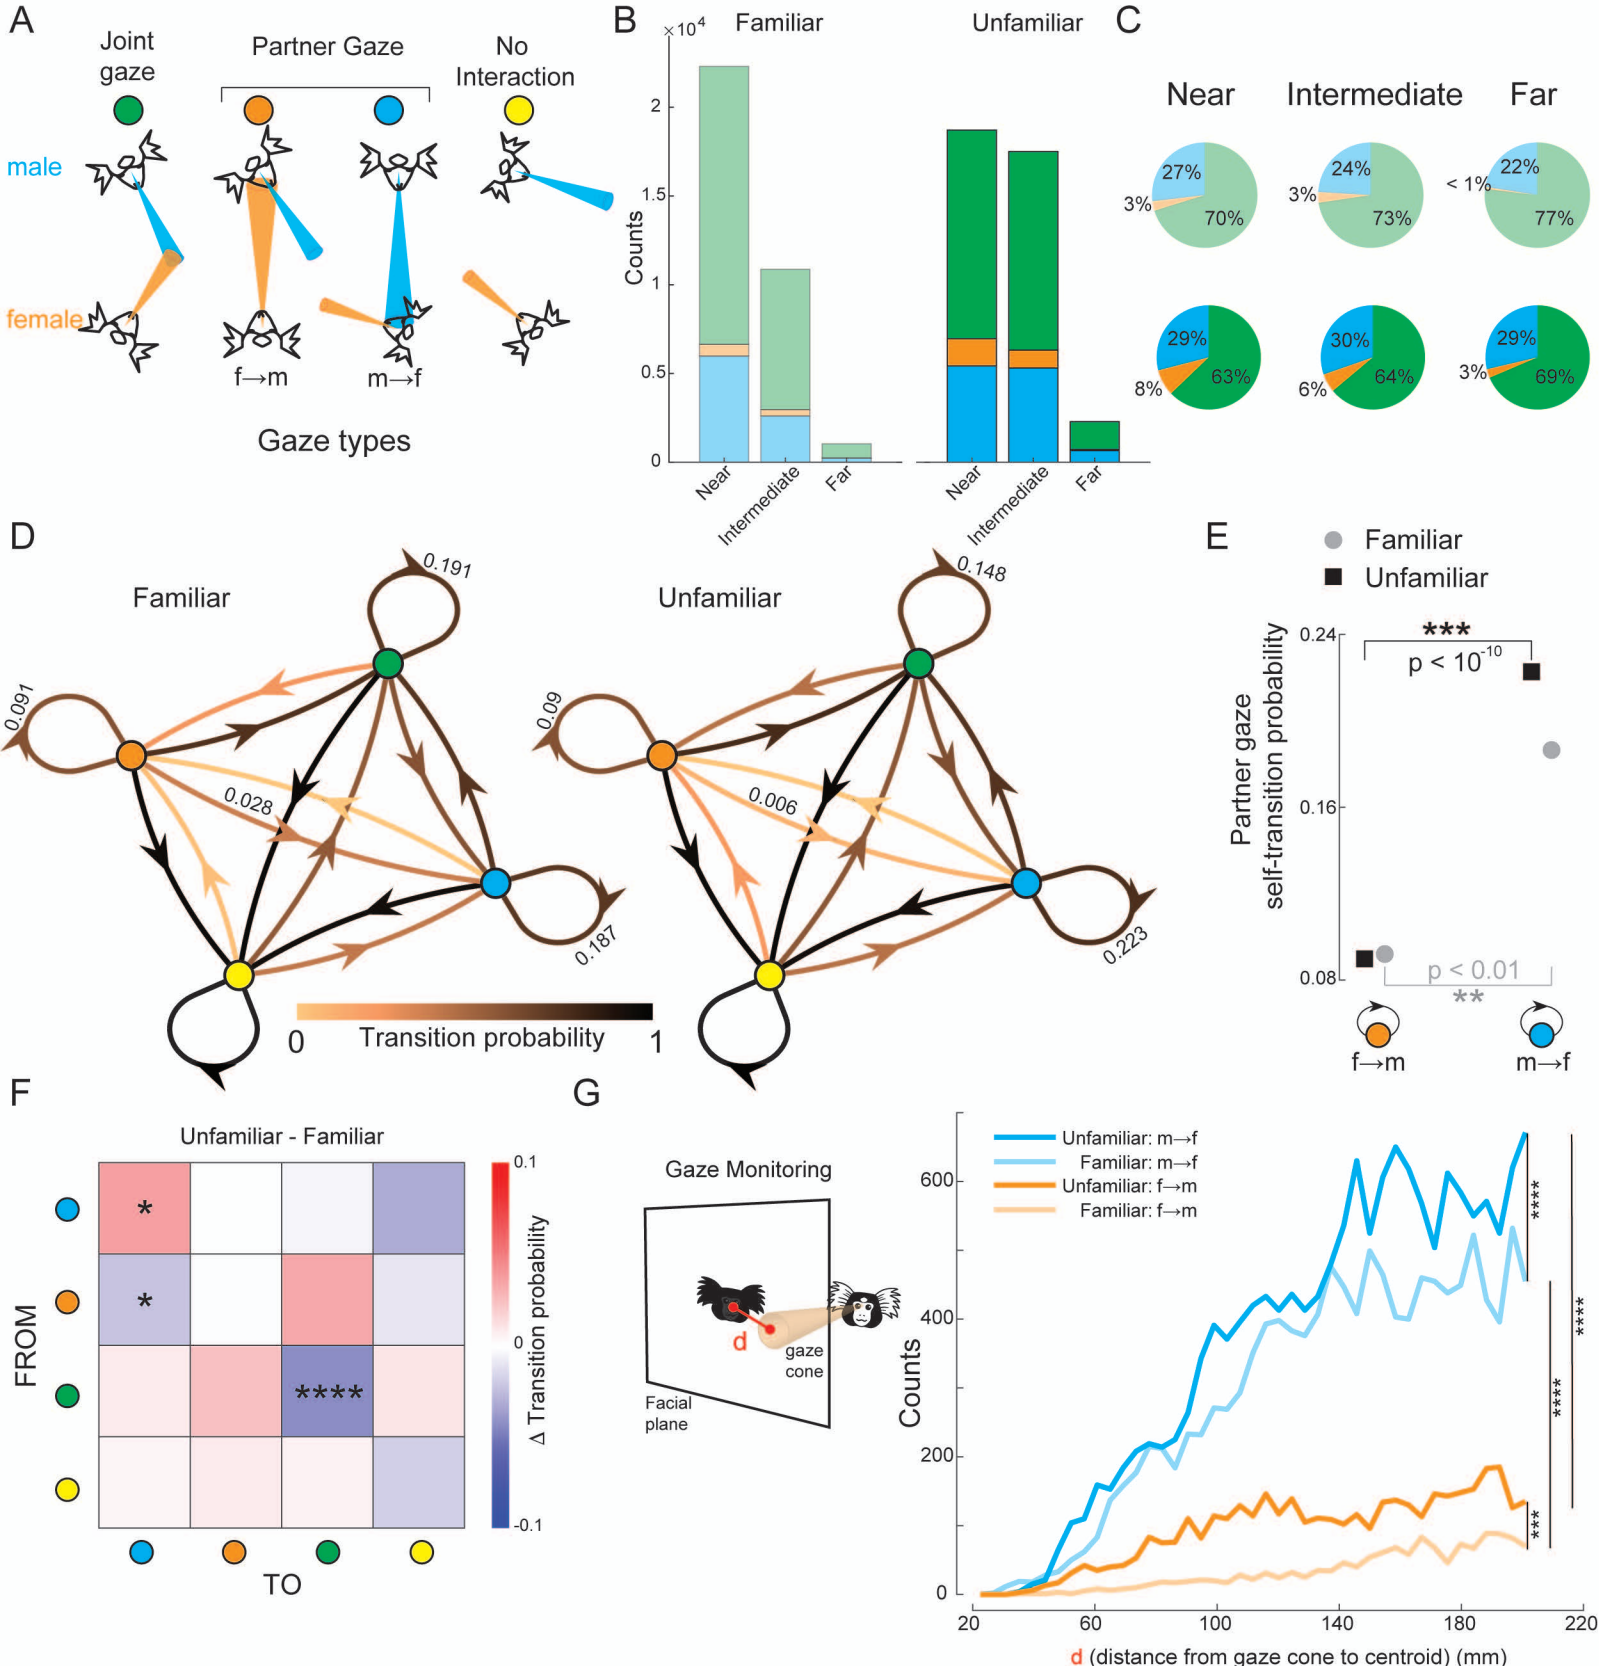 A
Joint
gaze
Partner Gaze
No
Interaction
male
female
f→m
m→f
Gaze types
B
×10⁴
Familiar
Unfamiliar
Counts
2
1.5
1
0.5
0
Near
Intermediate
Far
Near
Intermediate
Far
C
Near
Intermediate
Far
27%
3%
70%
24%
3%
73%
22%
< 1%
77%
29%
8%
63%
30%
6%
64%
29%
3%
69%
D
Familiar
0.191
0.091
0.028
0.187
Unfamiliar
0.148
0.09
0.006
0.223
0
Transition probability
1
E
Familiar
Unfamiliar
Partner gaze
self-transition probability
0.24
0.16
0.08
***
p < 10⁻¹⁰
p < 0.01
**
f→m
m→f
F
Unfamiliar - Familiar
FROM
*
*
****
TO
0.1
0
-0.1
Δ Transition probability
G
Gaze Monitoring
d
gaze
cone
Facial
plane
Unfamiliar: m→f
Familiar: m→f
Unfamiliar: f→m
Familiar: f→m
Counts
600
400
200
0
20
60
100
140
180
220
****
****
****
***
d (distance from gaze cone to centroid) (mm)